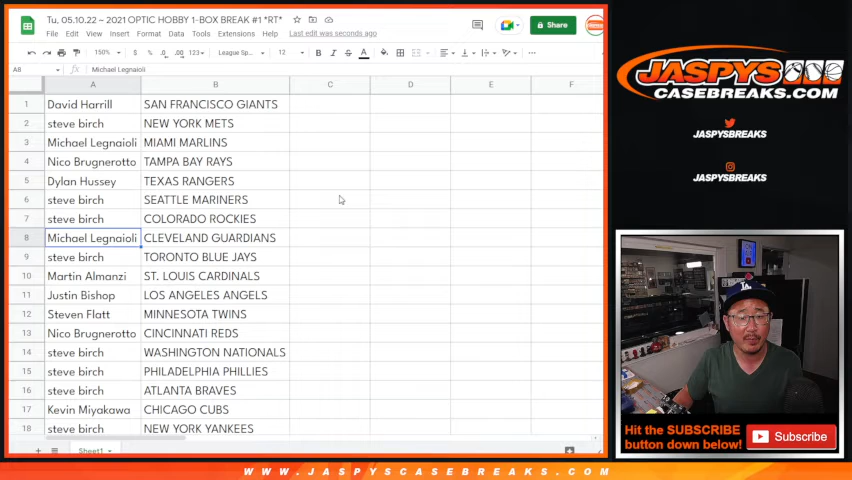 Tu, 05.10.22 – 2021 OPTIC HOBBY 1-BOX BREAK #1 *RT*
File Edit View Insert Format Data Tools Extensions Help Last edit was seconds ago
Share
150% $ % .0 .00 123 League Sp... 12 B I S A
A8 Michael Legnaioli
A B C D E F
1 David Harrill SAN FRANCISCO GIANTS
2 steve birch NEW YORK METS
3 Michael Legnaioli MIAMI MARLINS
4 Nico Brugnerotto TAMPA BAY RAYS
5 Dylan Hussey TEXAS RANGERS
6 steve birch SEATTLE MARINERS
7 steve birch COLORADO ROCKIES
8 Michael Legnaioli CLEVELAND GUARDIANS
9 steve birch TORONTO BLUE JAYS
10 Martin Almanzi ST. LOUIS CARDINALS
11 Justin Bishop LOS ANGELES ANGELS
12 Steven Flatt MINNESOTA TWINS
13 Nico Brugnerotto CINCINNATI REDS
14 steve birch WASHINGTON NATIONALS
15 steve birch PHILADELPHIA PHILLIES
16 steve birch ATLANTA BRAVES
17 Kevin Miyakawa CHICAGO CUBS
18 steve birch NEW YORK YANKEES
Sheet1
JASPYS
CASEBREAKS.COM
JASPYSBREAKS
JASPYSBREAKS
LA
Hit the SUBSCRIBE
button down below!
Subscribe
WWW.JASPYSCASEBREAKS.COM